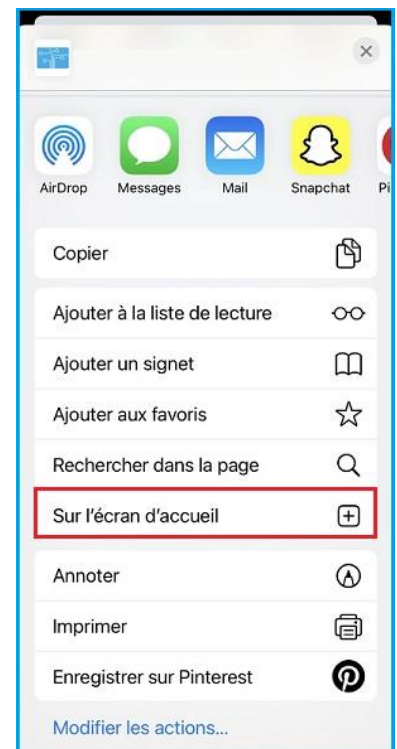 AirDrop Messages Mail Snapchat Pi
Copier
Ajouter à la liste de lecture
Ajouter un signet
Ajouter aux favoris
Rechercher dans la page
Sur l’écran d’accueil
Annoter
Imprimer
Enregistrer sur Pinterest
Modifier les actions...